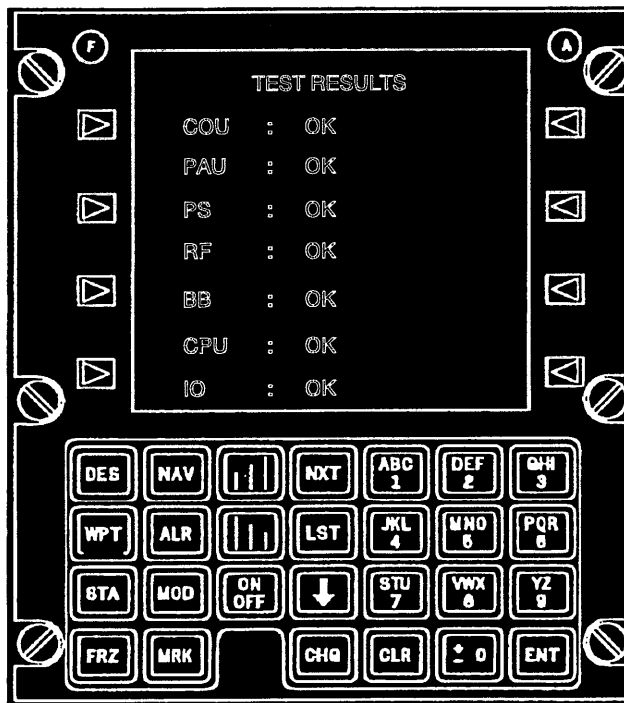 F A
TEST RESULTS
COU : OK
PAU : OK
PS : OK
RF : OK
BB : OK
CPU : OK
IO : OK
DES NAV NXT ABC DEF GHI
1 2 3
WPT ALR LST JKL MNO PQR
4 5 6
STA MOD ON STU VWX YZ
OFF 7 8 9
FRZ MRK CHG CLR ± 0 ENT